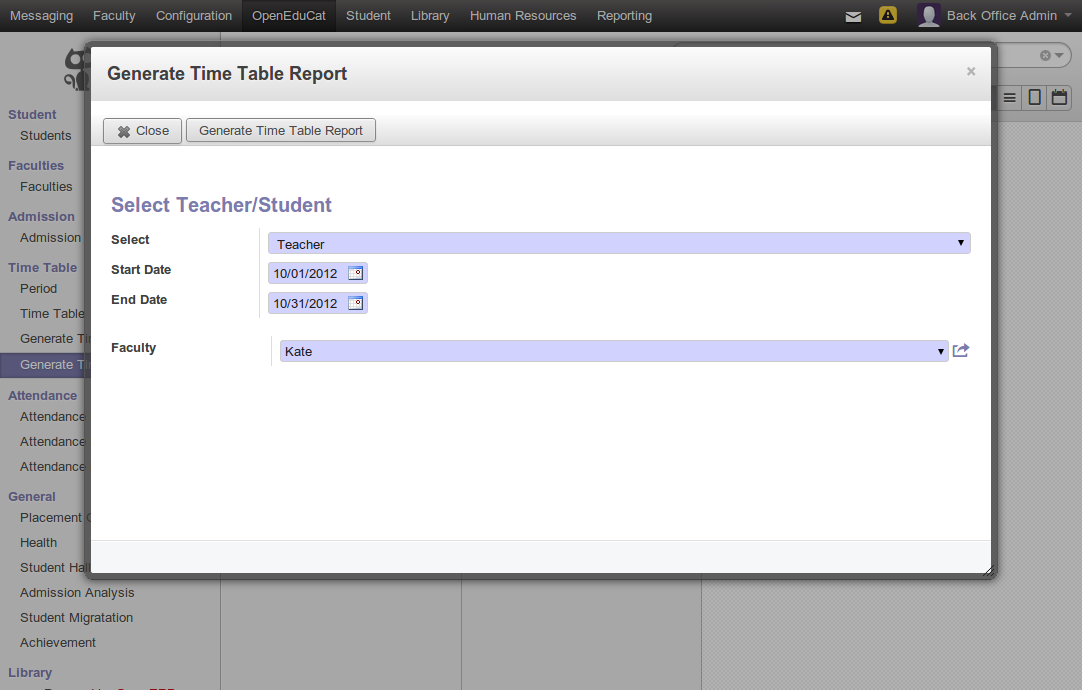 Messaging Faculty Configuration OpenEduCat Student Library Human Resources Reporting Back Office Admin
Generate Time Table Report
×
Close Generate Time Table Report
Select Teacher/Student
Select Teacher
Start Date 10/01/2012
End Date 10/31/2012
Faculty Kate
Student
Students
Faculties
Faculties
Admission
Admission
Time Table
Period
Time Table
Generate
Generate
Attendance
Attendance
Attendance
Attendance
General
Placement
Health
Student
Admission Analysis
Student Migratation
Achievement
Library